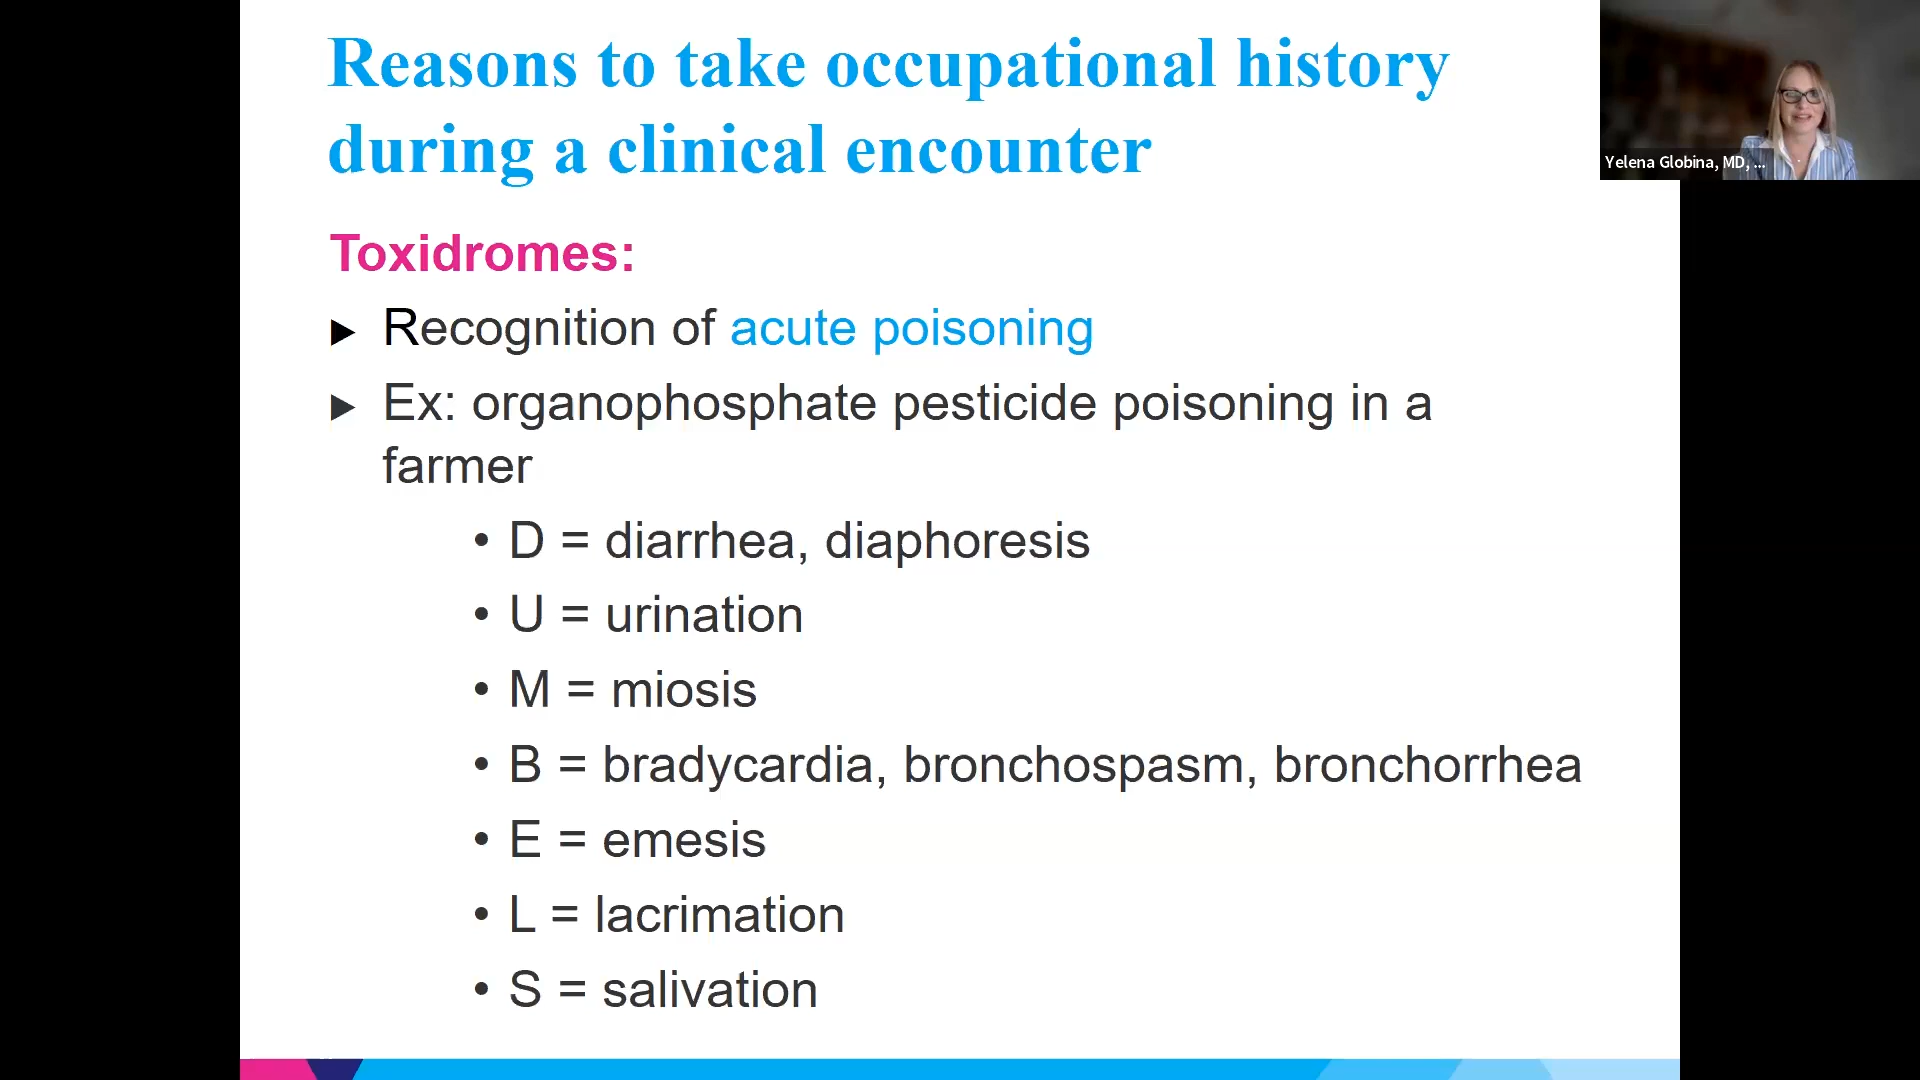 Reasons to take occupational history
during a clinical encounter
Toxidromes:
► Recognition of acute poisoning
► Ex: organophosphate pesticide poisoning in a
farmer
• D = diarrhea, diaphoresis
• U = urination
• M = miosis
• B = bradycardia, bronchospasm, bronchorrhea
• E = emesis
• L = lacrimation
• S = salivation
Yelena Globina, MD, ...